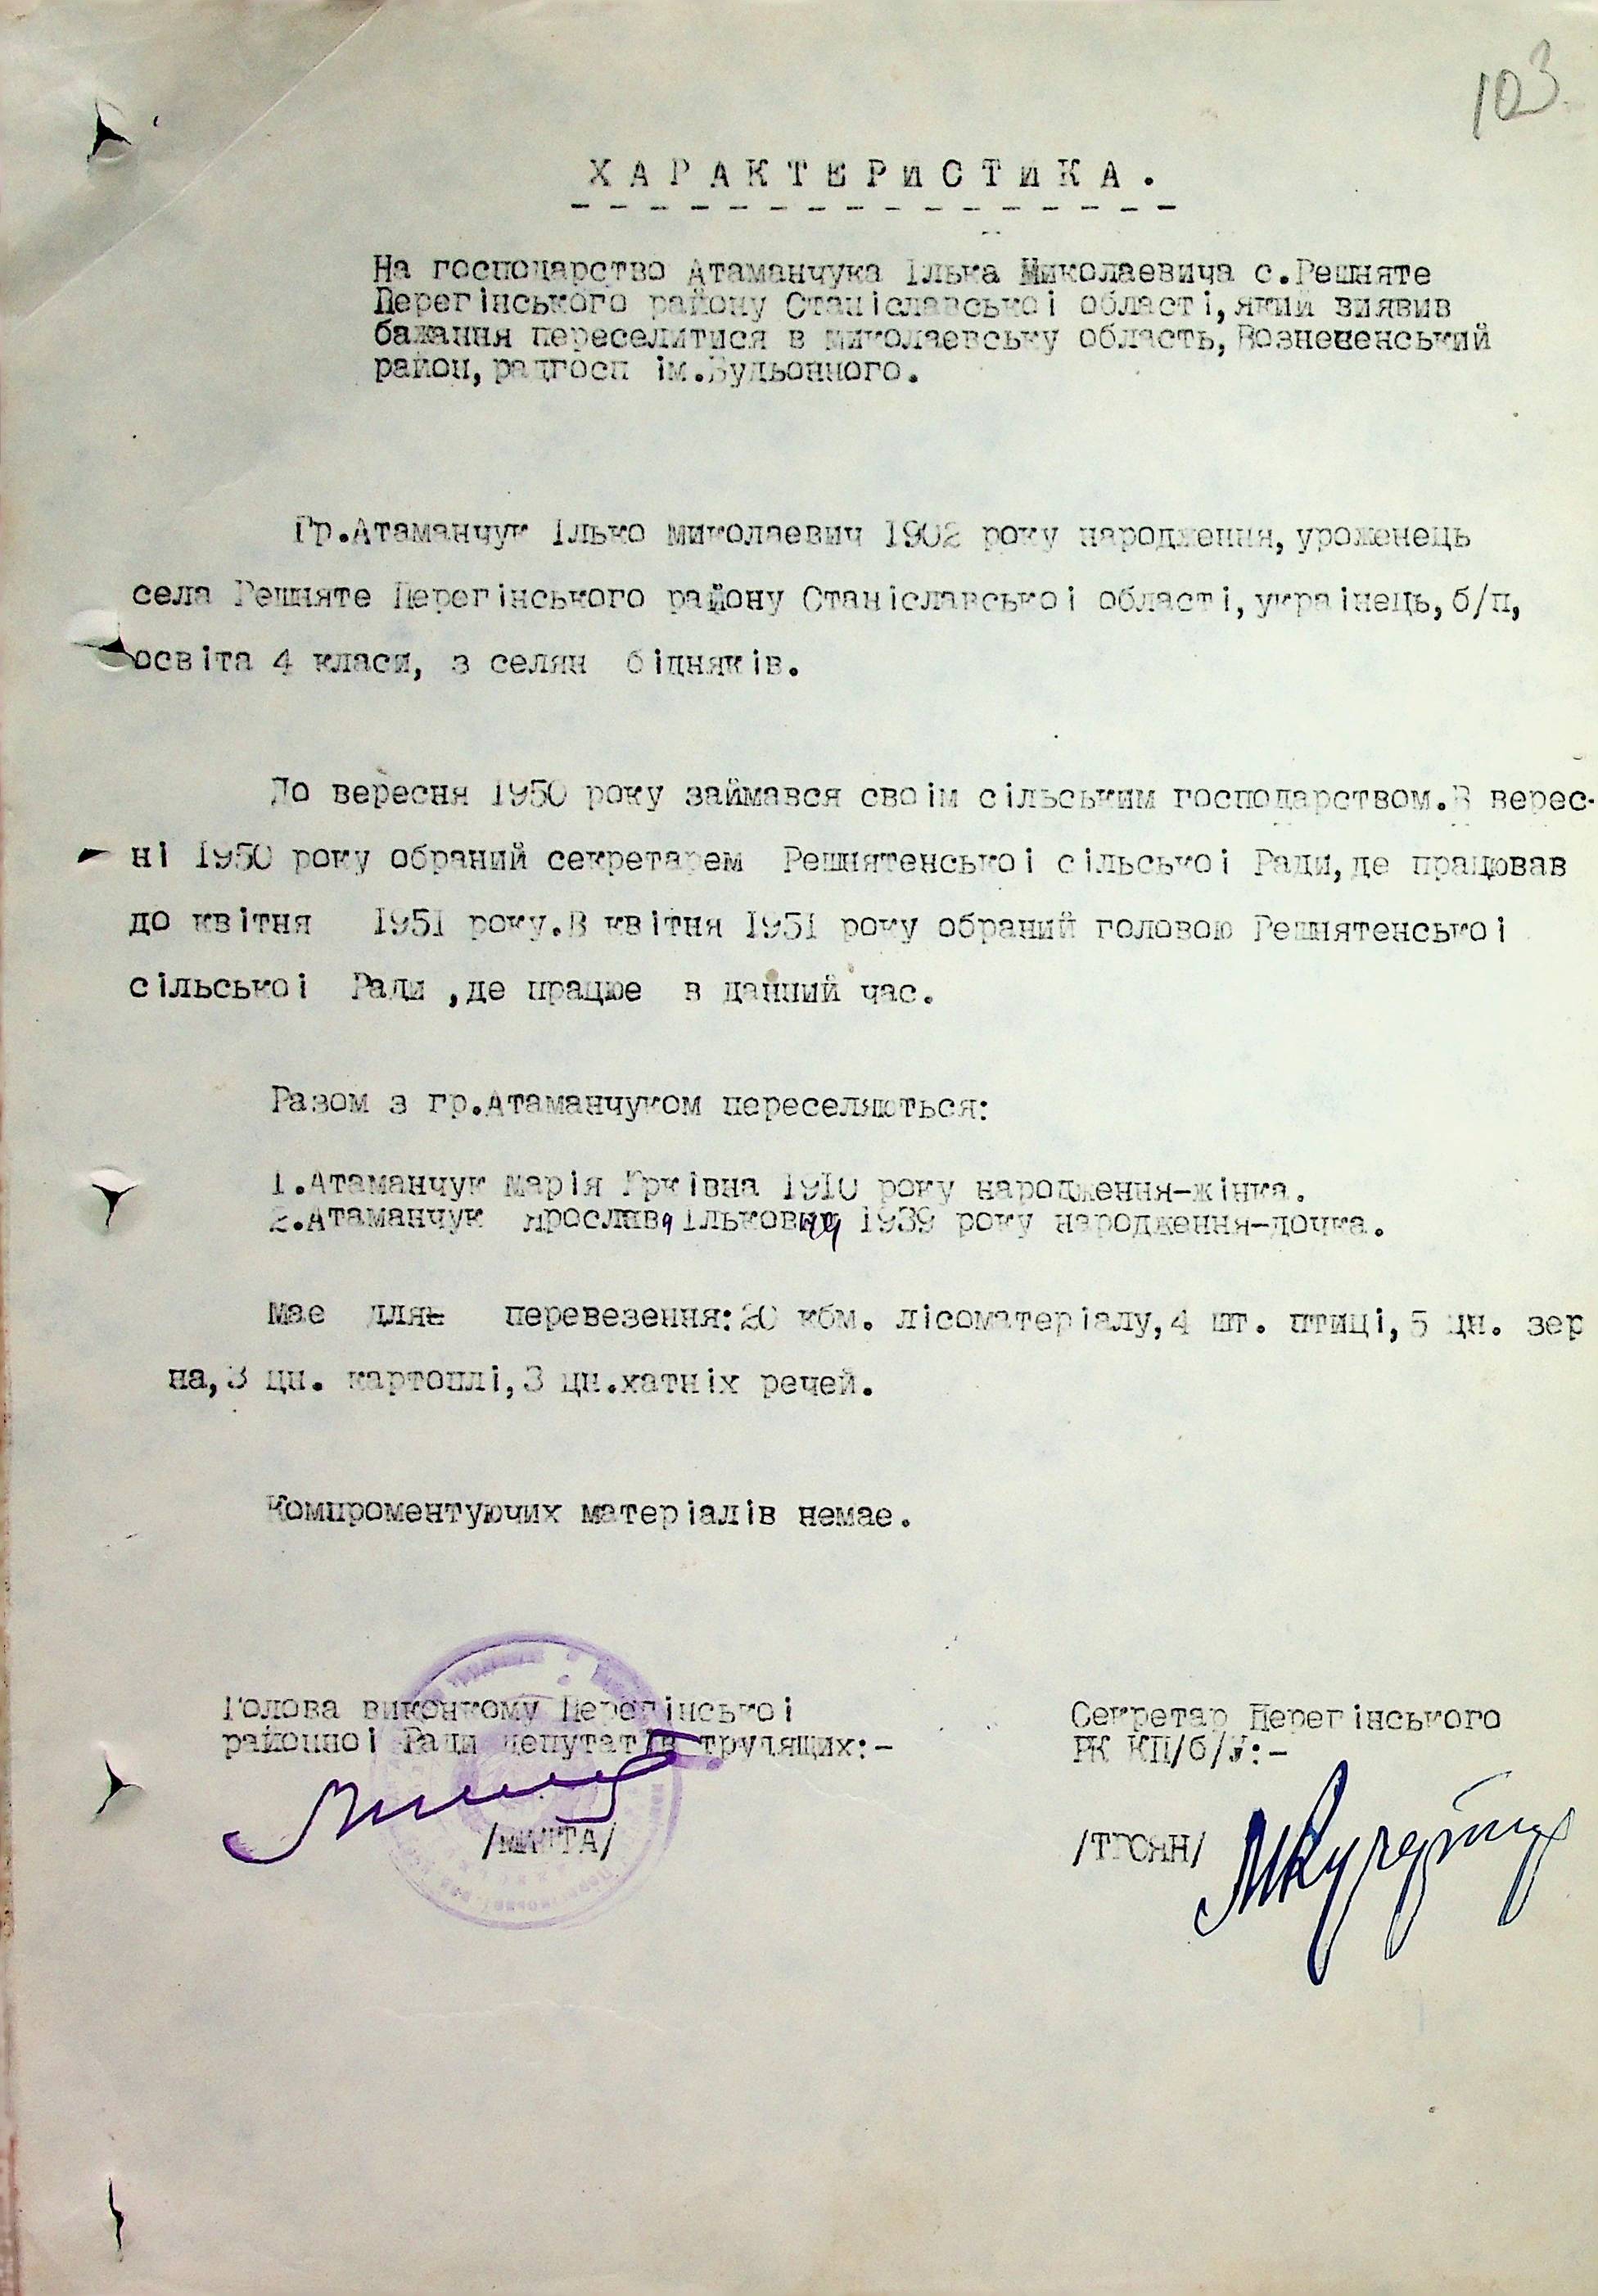 103
ХАРАКТЕРИСТИКА.
На господарство Атаманчука Ілька Миколаевича с.Решняте
Перегінського району Станіславської області, який виявив
бажання переселитися в миколаевську область, Вознесенський
район, радгосп ім.Будьонного.
Гр.Атаманчук Ілько миколаевич 1902 року народження, уроженець
села Решняте Перегінського району Станіславської області, українець, б/п,
освіта 4 класи, з селян бідняків.
До вересня 1950 року займався своїм сільським господарством.В верес-
ні 1950 року обраний секретарем Решнятенської сільської Ради, де працював
до квітня 1951 року.В квітня 1951 року обраний головою Решнятенської
сільської Ради ,де працює в данний час.
Разом з гр.Атаманчуком переселяються:
1.Атаманчук марія 1910 року народження-жінка.
2.Атаманчук Ярослава Ільковна 1939 року народження-дочка.
Має для перевезення:20 кбм. лісоматеріалу, 4 шт. птиці, 5 цн. зер
на, 3 цн. картоплі, 3 цн.хатніх речей.
Компроментуючих матеріалів немає.
Голова виконкому Перегінської
районної Ради депутатів трудящих:-
Секретар Перегінського
РК КП/б/У:-
/ТРОЯН/